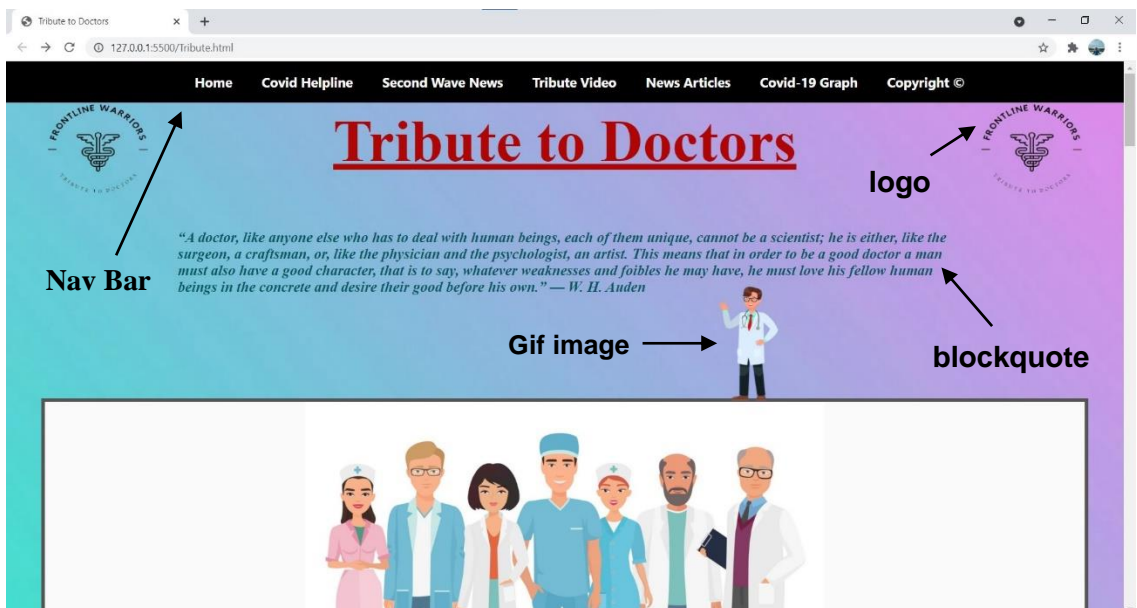 Tribute to Doctors
127.0.0.1:5500/Tribute.html
Home Covid Helpline Second Wave News Tribute Video News Articles Covid-19 Graph Copyright ©
FRONTLINE WARRIORS
TRIBUTE TO DOCTORS
Tribute to Doctors
FRONTLINE WARRIORS
TRIBUTE TO DOCTORS
logo
“A doctor, like anyone else who has to deal with human beings, each of them unique, cannot be a scientist; he is either, like the
surgeon, a craftsman, or, like the physician and the psychologist, an artist. This means that in order to be a good doctor a man
must also have a good character, that is to say, whatever weaknesses and foibles he may have, he must love his fellow human
beings in the concrete and desire their good before his own.” — W. H. Auden
Nav Bar
Gif image
blockquote